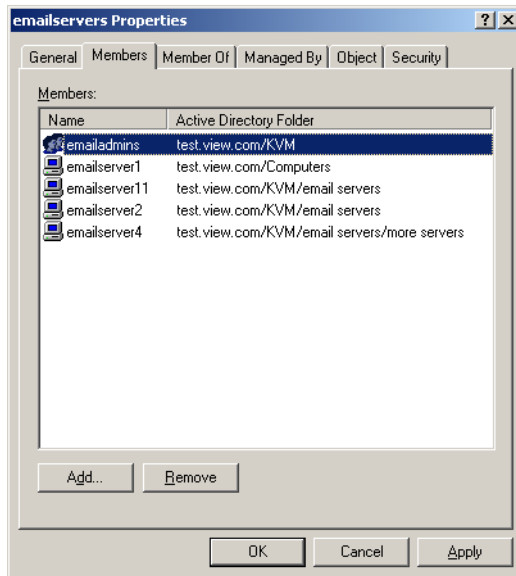 emailservers Properties
General Members Member Of Managed By Object Security
Members:
Name Active Directory Folder
emailadmins test.view.com/KVM
emailserver1 test.view.com/Computers
emailserver11 test.view.com/KVM/email servers
emailserver2 test.view.com/KVM/email servers
emailserver4 test.view.com/KVM/email servers/more servers
Add... Remove
OK Cancel Apply